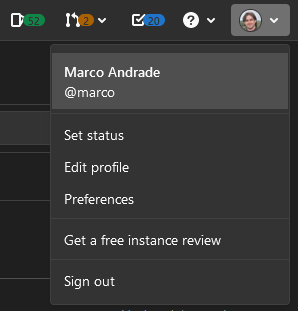 52 2 20 ?
Marco Andrade
@marco
Set status
Edit profile
Preferences
Get a free instance review
Sign out